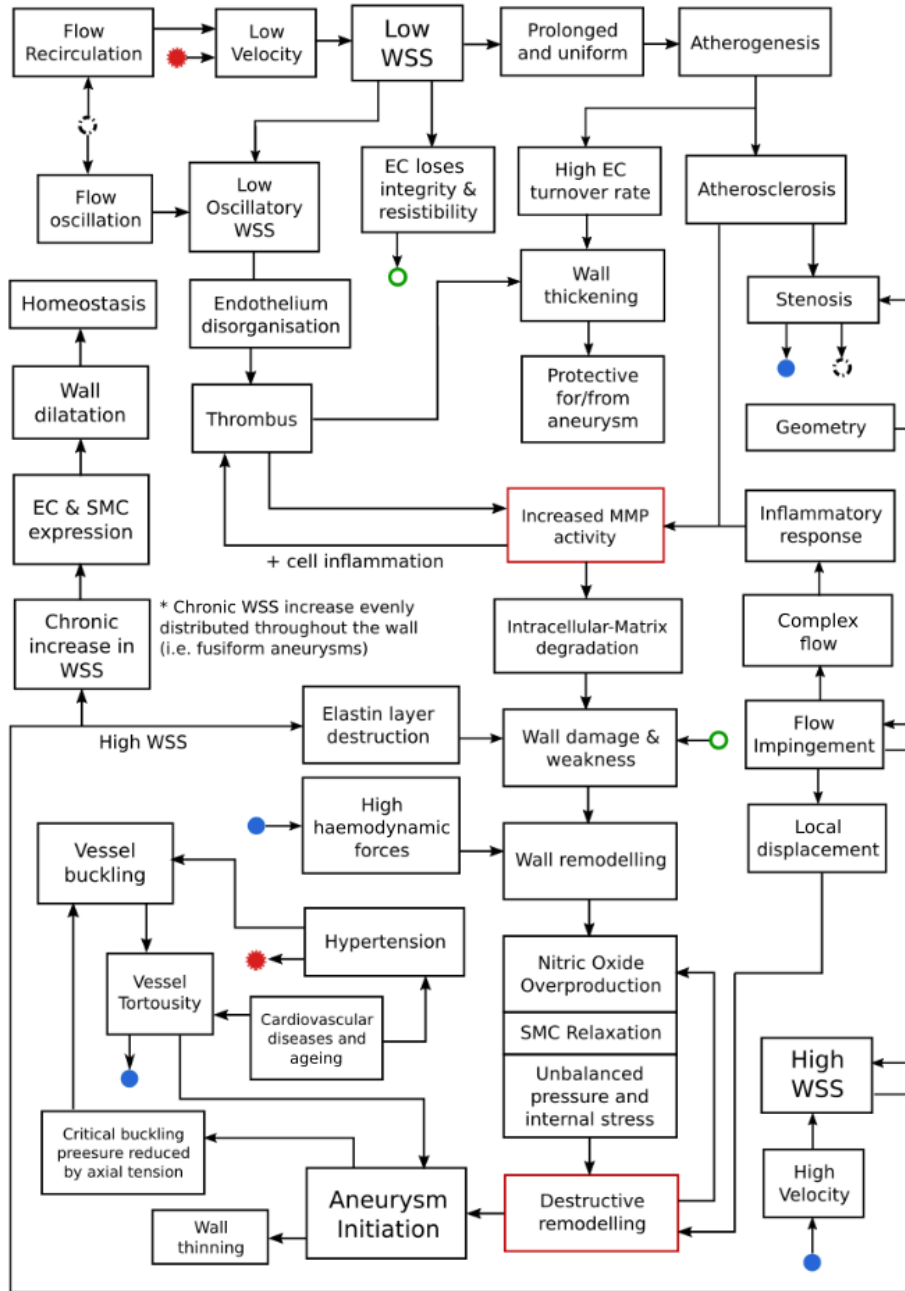 Flow
Recirculation
Low
Velocity
Low
WSS
Prolonged
and uniform
Atherogenesis
Flow
oscillation
Low
Oscillatory
WSS
EC loses
integrity &
resistibility
High EC
turnover rate
Atherosclerosis
Homeostasis
Endothelium
disorganisation
Wall
thickening
Stenosis
Wall
dilatation
Thrombus
Protective
for/from
aneurysm
Geometry
EC & SMC
expression
Increased MMP
activity
Inflammatory
response
+ cell inflammation
Chronic
increase in
WSS
* Chronic WSS increase evenly
distributed throughout the wall
(i.e. fusiform aneurysms)
Intracellular-Matrix
degradation
Complex
flow
High WSS
Elastin layer
destruction
Wall damage &
weakness
Flow
Impingement
High
haemodynamic
forces
Wall remodelling
Local
displacement
Vessel
buckling
Hypertension
Nitric Oxide
Overproduction
Vessel
Tortousity
Cardiovascular
diseases and
ageing
SMC Relaxation
Unbalanced
pressure and
internal stress
High
WSS
Critical buckling
preesure reduced
by axial tension
Aneurysm
Initiation
Destructive
remodelling
High
Velocity
Wall
thinning